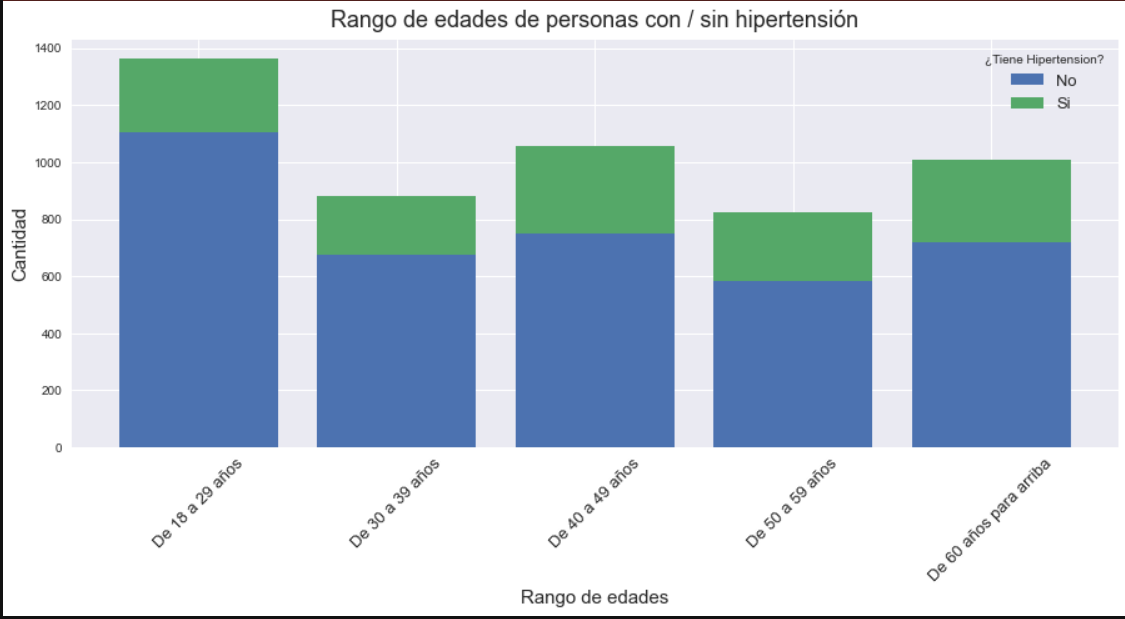 Rango de edades de personas con / sin hipertensión
¿Tiene Hipertension?
No
Si
Cantidad
1400
1200
1000
800
600
400
200
0
De 18 a 29 años
De 30 a 39 años
De 40 a 49 años
De 50 a 59 años
De 60 años para arriba
Rango de edades